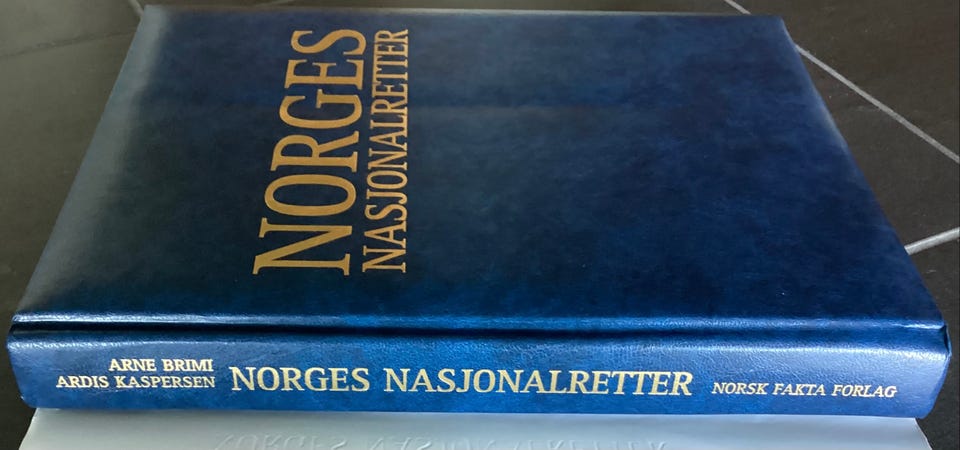 NORGES
NASJONALRETTER
ARNE BRIMI
ARDIS KASPERSEN
NORGES NASJONALRETTER
NORSK FAKTA FORLAG